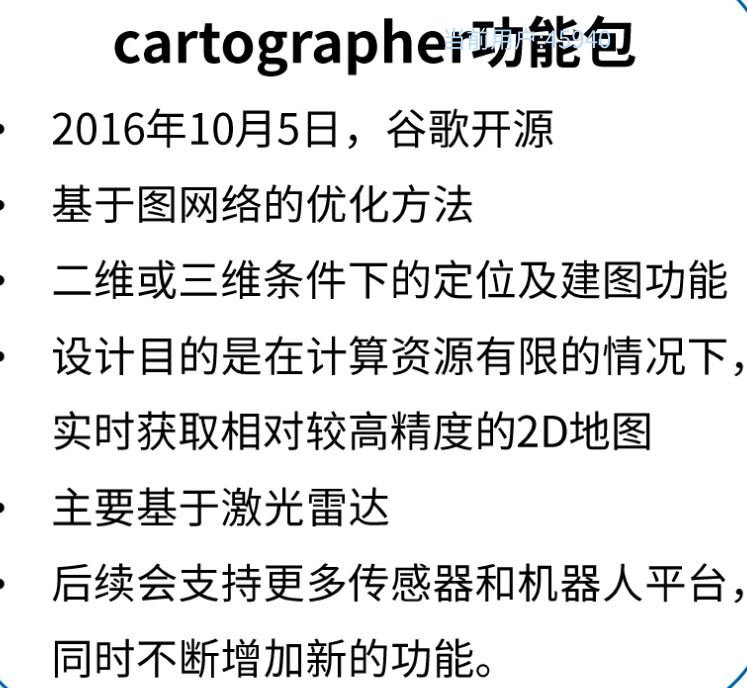 cartographer功能包
当前用户:45940
2016年10月5日，谷歌开源
基于图网络的优化方法
二维或三维条件下的定位及建图功能
设计目的是在计算资源有限的情况下，
实时获取相对较高精度的2D地图
主要基于激光雷达
后续会支持更多传感器和机器人平台，
同时不断增加新的功能。